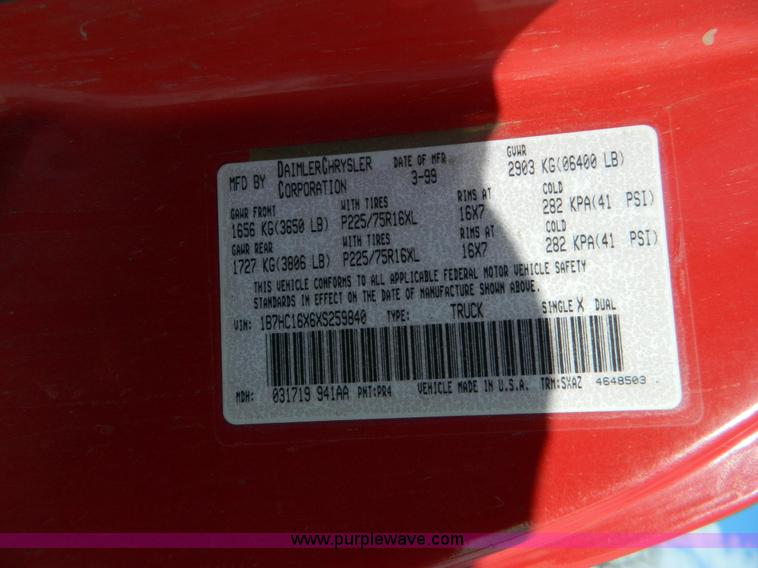 MFD BY DAIMLERCHRYSLER CORPORATION DATE OF MFR 3-99 GVWR 2903 KG(06400 LB)
GAWR FRONT WITH TIRES RIMS AT COLD
1656 KG(3650 LB) P225/75R16XL 16X7 282 KPA(41 PSI)
GAWR REAR WITH TIRES RIMS AT COLD
1727 KG(3806 LB) P225/75R16XL 16X7 282 KPA(41 PSI)
THIS VEHICLE CONFORMS TO ALL APPLICABLE FEDERAL MOTOR VEHICLE SAFETY
STANDARDS IN EFFECT ON THE DATE OF MANUFACTURE SHOWN ABOVE.
VIN: 1B7HC16X6XS259840 TYPE: TRUCK SINGLE X DUAL
MDH: 031719 941AA PNT:PR4 VEHICLE MADE IN U.S.A. TRM:SXAZ 4648503
www.purplewave.com